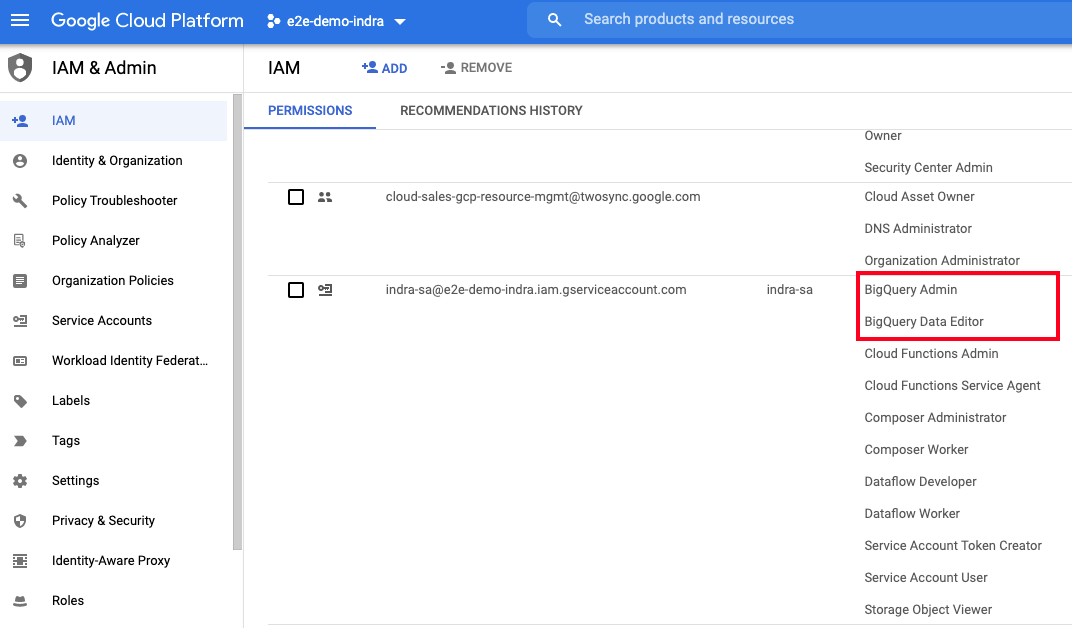 Google Cloud Platform
e2e-demo-indra
Search products and resources
IAM & Admin
IAM
ADD
REMOVE
PERMISSIONS
RECOMMENDATIONS HISTORY
IAM
Identity & Organization
Policy Troubleshooter
Policy Analyzer
Organization Policies
Service Accounts
Workload Identity Federat...
Labels
Tags
Settings
Privacy & Security
Identity-Aware Proxy
Roles
Owner
Security Center Admin
cloud-sales-gcp-resource-mgmt@twosync.google.com
Cloud Asset Owner
DNS Administrator
Organization Administrator
indra-sa@e2e-demo-indra.iam.gserviceaccount.com
indra-sa
BigQuery Admin
BigQuery Data Editor
Cloud Functions Admin
Cloud Functions Service Agent
Composer Administrator
Composer Worker
Dataflow Developer
Dataflow Worker
Service Account Token Creator
Service Account User
Storage Object Viewer